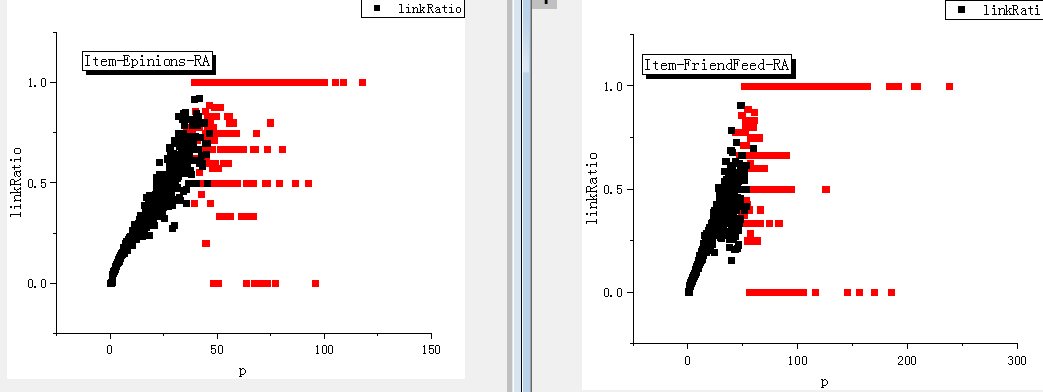 linkRatio
Item-Epinions-RA
1.0
0.5
0.0
linkRatio
0
50
100
150
p
linkRati
Item-FriendFeed-RA
1.0
0.5
0.0
linkRatio
0
100
200
300
p